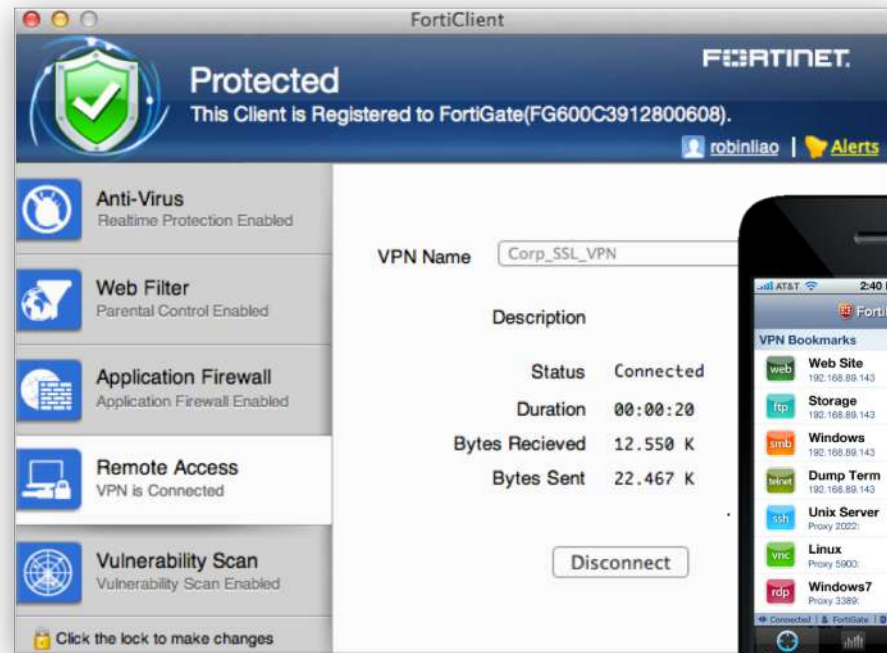 FortiClient
FORTINET.
Protected
This Client is Registered to FortiGate(FG600C3912800608).
robinliao | Alerts
Anti-Virus
Realtime Protection Enabled
Web Filter
Parental Control Enabled
Application Firewall
Application Firewall Enabled
Remote Access
VPN is Connected
Vulnerability Scan
Vulnerability Scan Enabled
Click the lock to make changes
VPN Name Corp_SSL_VPN
Description
Status Connected
Duration 00:00:20
Bytes Recieved 12.550 K
Bytes Sent 22.467 K
Disconnect
AT&T 2:40
Forti
VPN Bookmarks
web Web Site
192.168.89.143
ftp Storage
192.168.89.143
smb Windows
192.168.89.143
telnet Dump Term
192.168.89.143
ssh Unix Server
Proxy 2022:
vnc Linux
Proxy 5900:
rdp Windows7
Proxy 3389:
Connected | FortiGate |